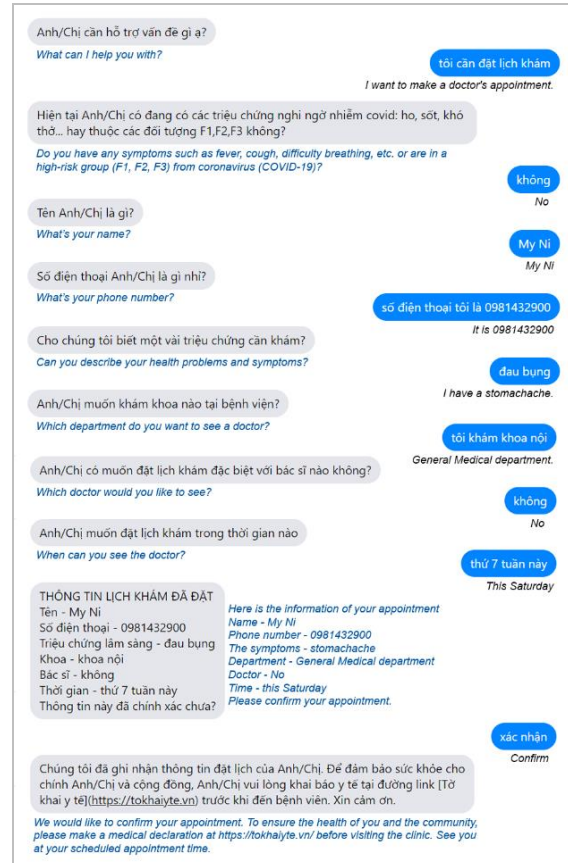 Anh/Chị cần hỗ trợ vấn đề gì ạ?
What can I help you with?
tôi cần đặt lịch khám
I want to make a doctor's appointment.
Hiện tại Anh/Chị có đang có các triệu chứng nghi ngờ nhiễm covid: ho, sốt, khó
thở... hay thuộc các đối tượng F1,F2,F3 không?
Do you have any symptoms such as fever, cough, difficulty breathing, etc. or are in a
high-risk group (F1, F2, F3) from coronavirus (COVID-19)?
không
No
Tên Anh/Chị là gì?
What's your name?
My Ni
My Ni
Số điện thoại Anh/Chị là gì nhỉ?
What's your phone number?
số điện thoại tôi là 0981432900
It is 0981432900
Cho chúng tôi biết một vài triệu chứng cần khám?
Can you describe your health problems and symptoms?
đau bụng
I have a stomachache.
Anh/Chị muốn khám khoa nào tại bệnh viện?
Which department do you want to see a doctor?
tôi khám khoa nội
General Medical department.
Anh/Chị có muốn đặt lịch khám đặc biệt với bác sĩ nào không?
Which doctor would you like to see?
không
No
Anh/Chị muốn đặt lịch khám trong thời gian nào
When can you see the doctor?
thứ 7 tuần này
This Saturday
THÔNG TIN LỊCH KHÁM ĐÃ ĐẶT
Tên - My Ni
Số điện thoại - 0981432900
Triệu chứng lâm sàng - đau bụng
Khoa - khoa nội
Bác sĩ - không
Thời gian - thứ 7 tuần này
Thông tin này đã chính xác chưa?
Here is the information of your appointment
Name - My Ni
Phone number - 0981432900
The symptoms - stomachache
Department - General Medical department
Doctor - No
Time - this Saturday
Please confirm your appointment.
xác nhận
Confirm
Chúng tôi đã ghi nhận thông tin đặt lịch của Anh/Chị. Để đảm bảo sức khỏe cho
chính Anh/Chị và cộng đồng, Anh/Chị vui lòng khai báo y tế tại đường link [Tờ
khai y tế](https://tokhaiyte.vn) trước khi đến bệnh viên. Xin cảm ơn.
We would like to confirm your appointment. To ensure the health of you and the community,
please make a medical declaration at https://tokhaiyte.vn/ before visiting the clinic. See you
at your scheduled appointment time.